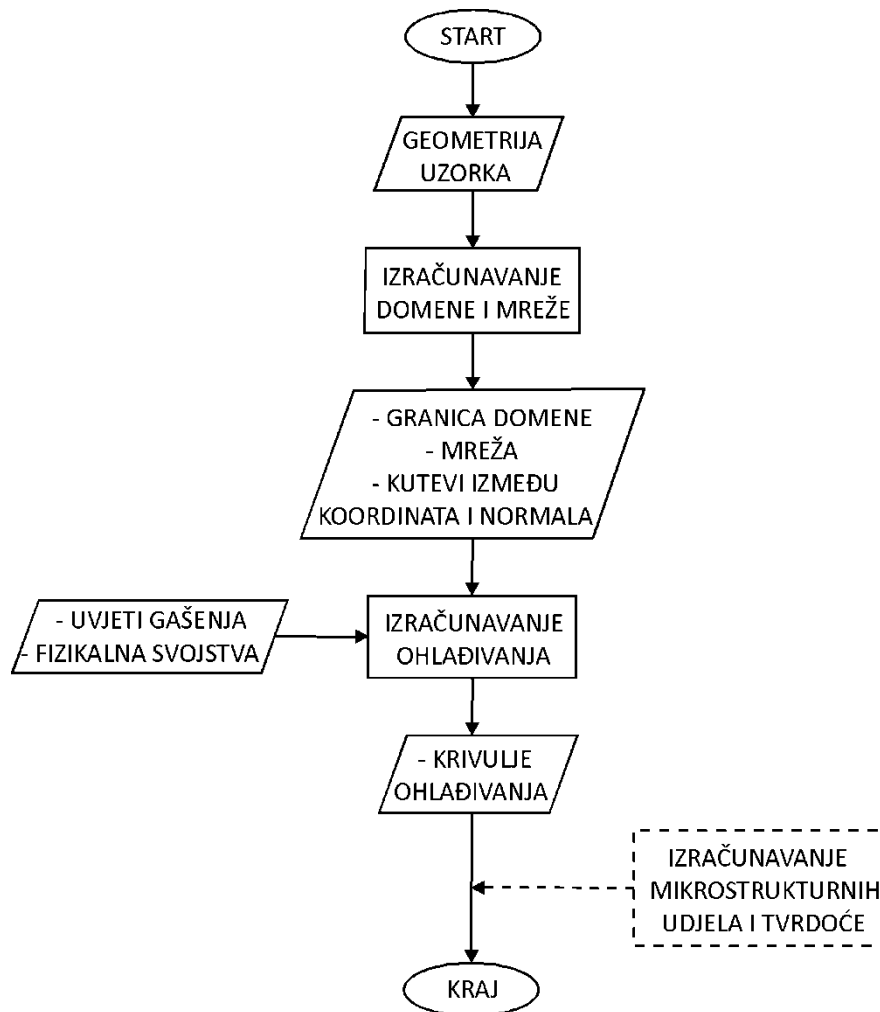 START
GEOMETRIJA
UZORKA
IZRAČUNAVANJE
DOMENE I MREŽE
- GRANICA DOMENE
- MREŽA
- KUTEVI IZMEĐU
KOORDINATA I NORMALA
- UVJETI GAŠENJA
- FIZIKALNA SVOJSTVA
IZRAČUNAVANJE
OHLAĐIVANJA
- KRIVULJE
OHLAĐIVANJA
IZRAČUNAVANJE
MIKROSTRUKTURNIH
UDJELA I TVRDOĆE
KRAJ